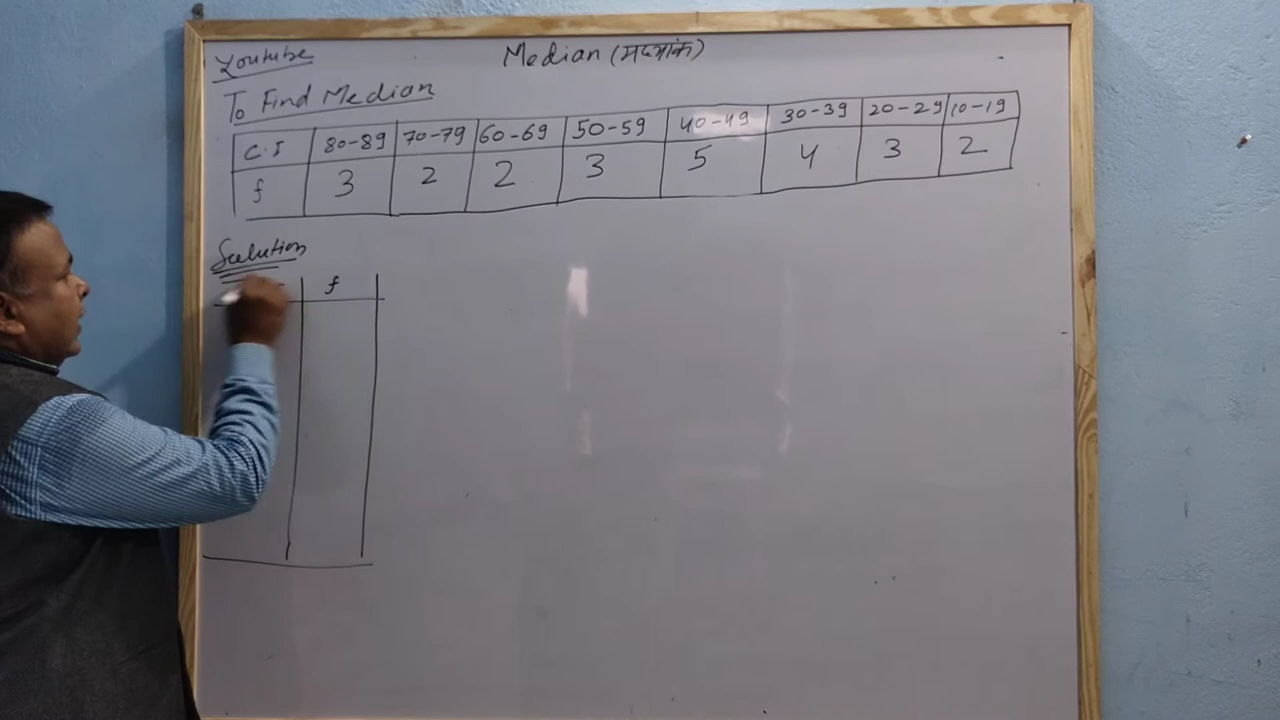 Youtube
Median (मध्यांक)
To Find Median
C.I 80-89 70-79 60-69 50-59 40-49 30-39 20-29 10-19
f 3 2 2 3 5 4 3 2
Solution
f